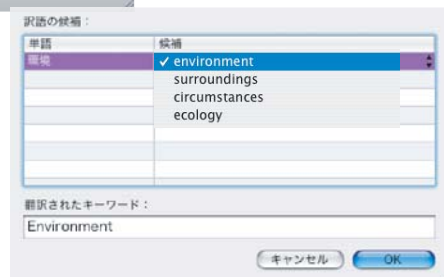 訳語の候補：
単語 候補
環境 ✓ environment
surroundings
circumstances
ecology
翻訳されたキーワード：
Environment
キャンセル OK